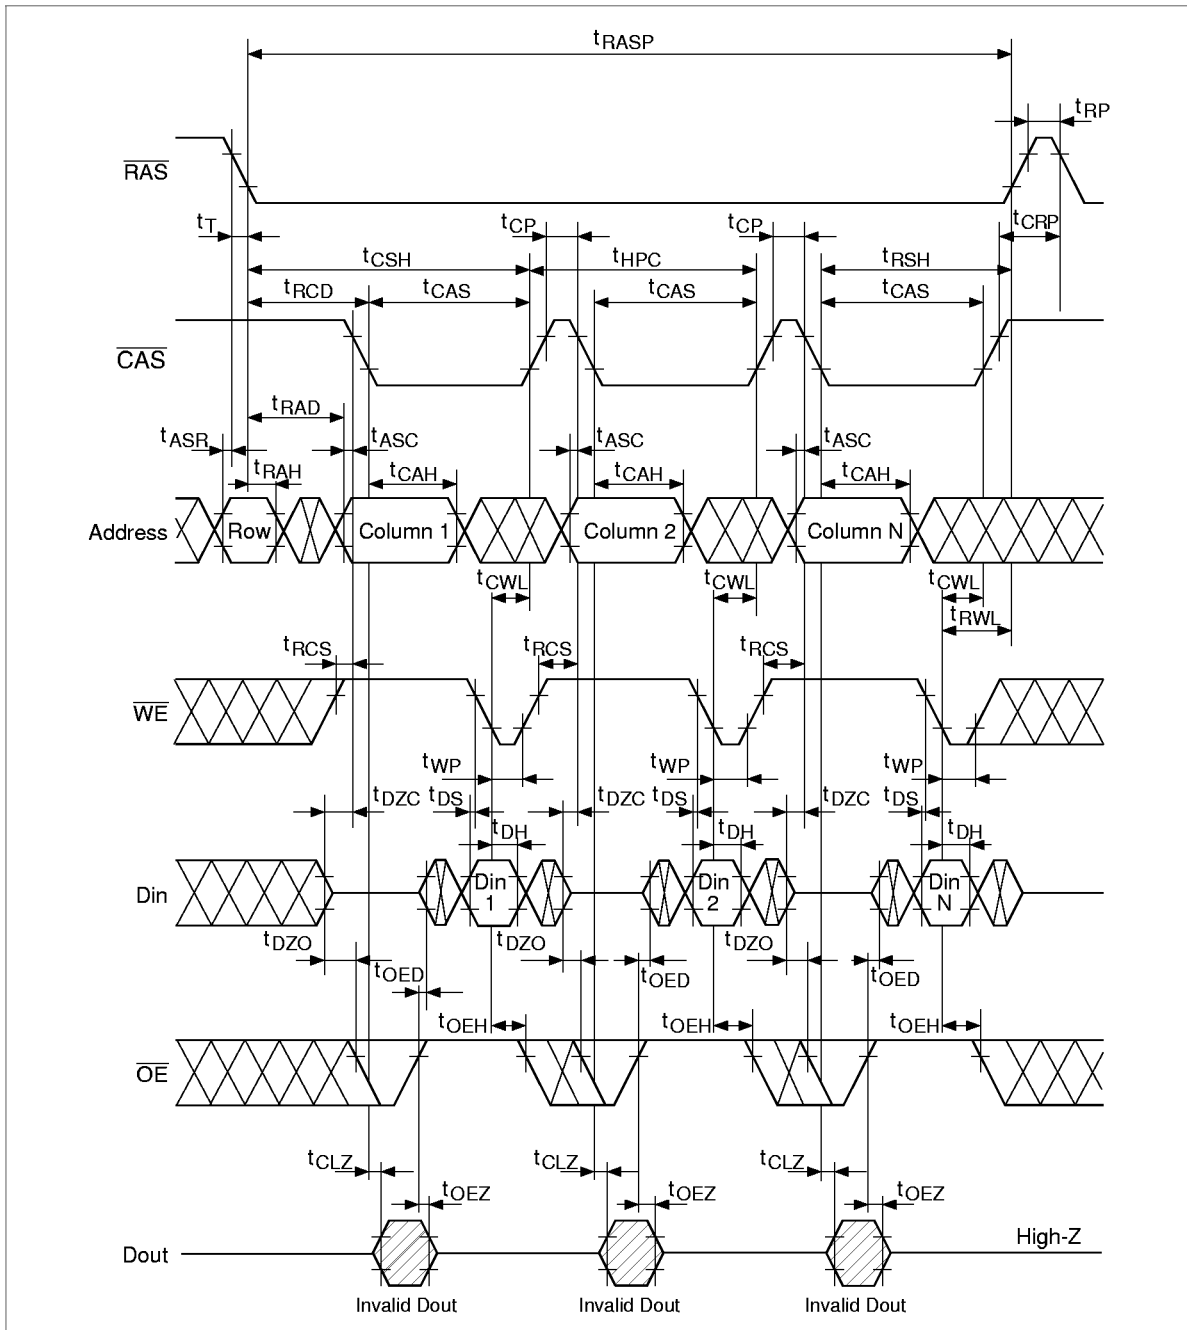 tRASP
tRP
RAS
tT
tCP
tCP
tCRP
tCSH
tHPC
tRSH
tRCD
tCAS
tCAS
tCAS
CAS
tRAD
tASR
tASC
tASC
tASC
tRAH
tCAH
tCAH
tCAH
Address
Row
Column 1
Column 2
Column N
tCWL
tCWL
tCWL
tRWL
tRCS
tRCS
tRCS
WE
tWP
tWP
tWP
tDZC
tDS
tDZC
tDS
tDZC
tDS
tDH
tDH
tDH
Din
Din
1
Din
2
Din
N
tDZO
tDZO
tDZO
tOED
tOED
tOED
tOEH
tOEH
tOEH
OE
tCLZ
tCLZ
tCLZ
tOEZ
tOEZ
tOEZ
High-Z
Dout
Invalid Dout
Invalid Dout
Invalid Dout